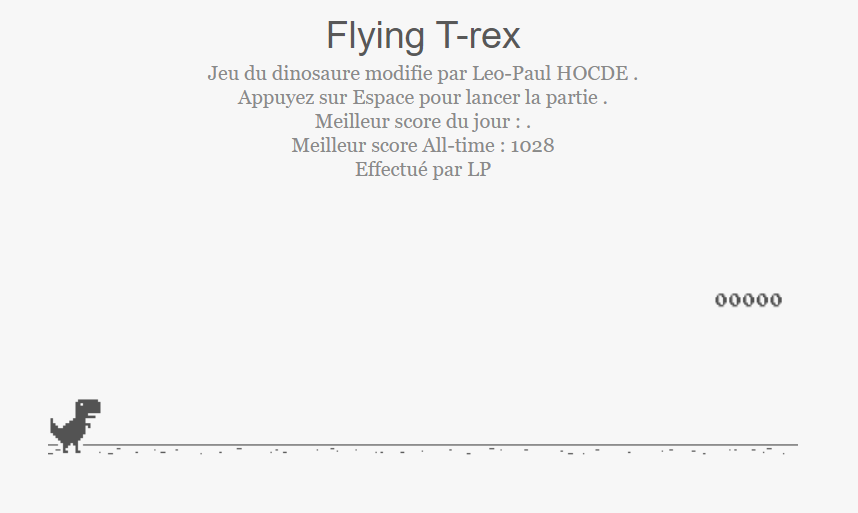 Flying T-rex
Jeu du dinosaure modifie par Leo-Paul HOCDE .
Appuyez sur Espace pour lancer la partie .
Meilleur score du jour : .
Meilleur score All-time : 1028
Effectué par LP
00000